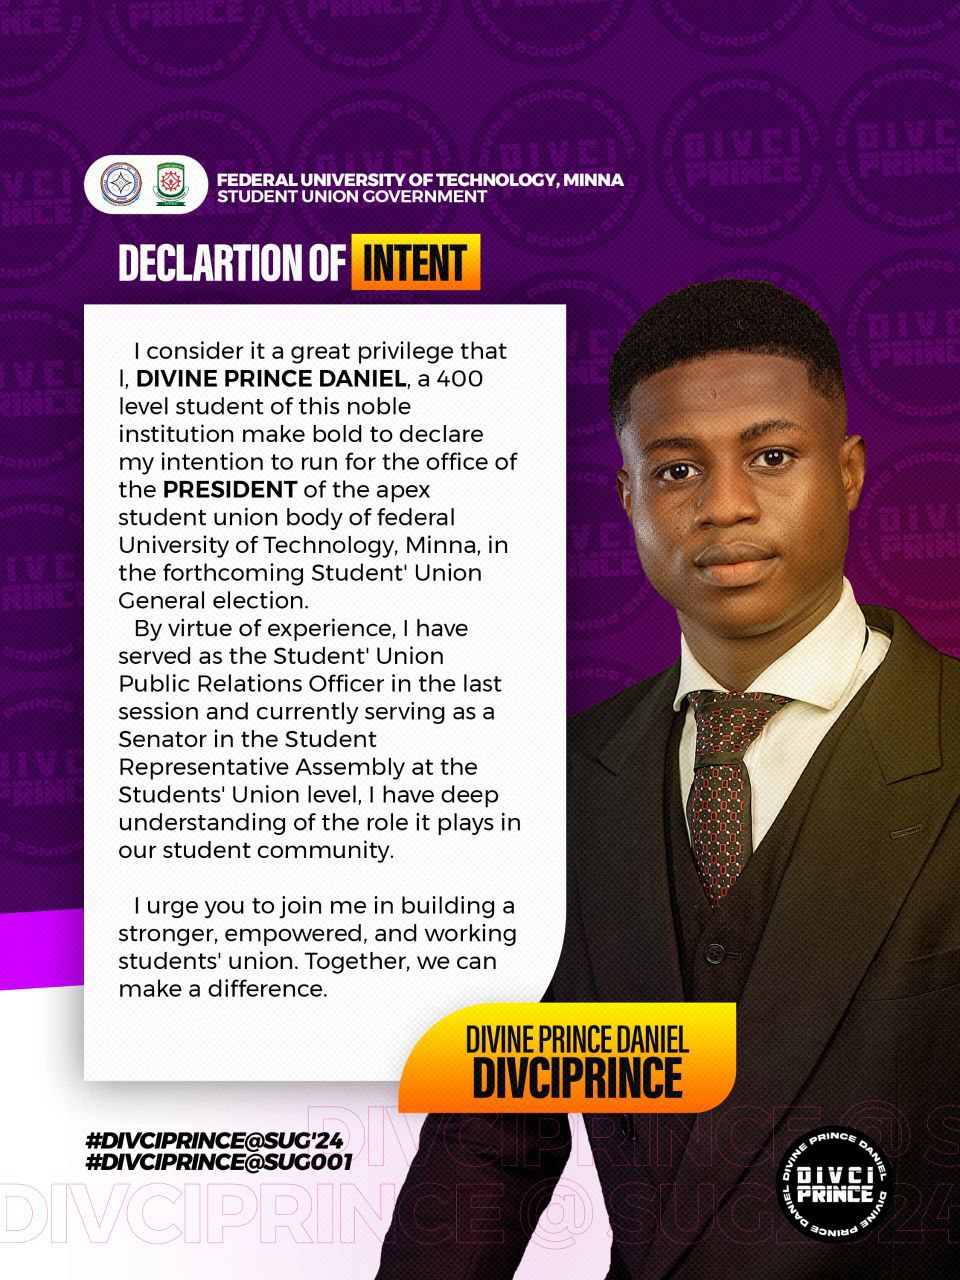 FEDERAL UNIVERSITY OF TECHNOLOGY, MINNA
STUDENT UNION GOVERNMENT
DECLARTION OF INTENT
I consider it a great privilege that
I, DIVINE PRINCE DANIEL, a 400
level student of this noble
institution make bold to declare
my intention to run for the office of
the PRESIDENT of the apex
student union body of federal
University of Technology, Minna, in
the forthcoming Student' Union
General election.
By virtue of experience, I have
served as the Student' Union
Public Relations Officer in the last
session and currently serving as a
Senator in the Student
Representative Assembly at the
Students' Union level, I have deep
understanding of the role it plays in
our student community.
I urge you to join me in building a
stronger, empowered, and working
students' union. Together, we can
make a difference.
DIVINE PRINCE DANIEL
DIVCIPRINCE
#DIVCIPRINCE@SUG'24
#DIVCIPRINCE@SUG001
DIVCIPRINCE @ S
DIVCIPRINCE @ SUG 24
DIVINE PRINCE DANIEL
DIVCI
PRINCE
DIVINE PRINCE DANIEL